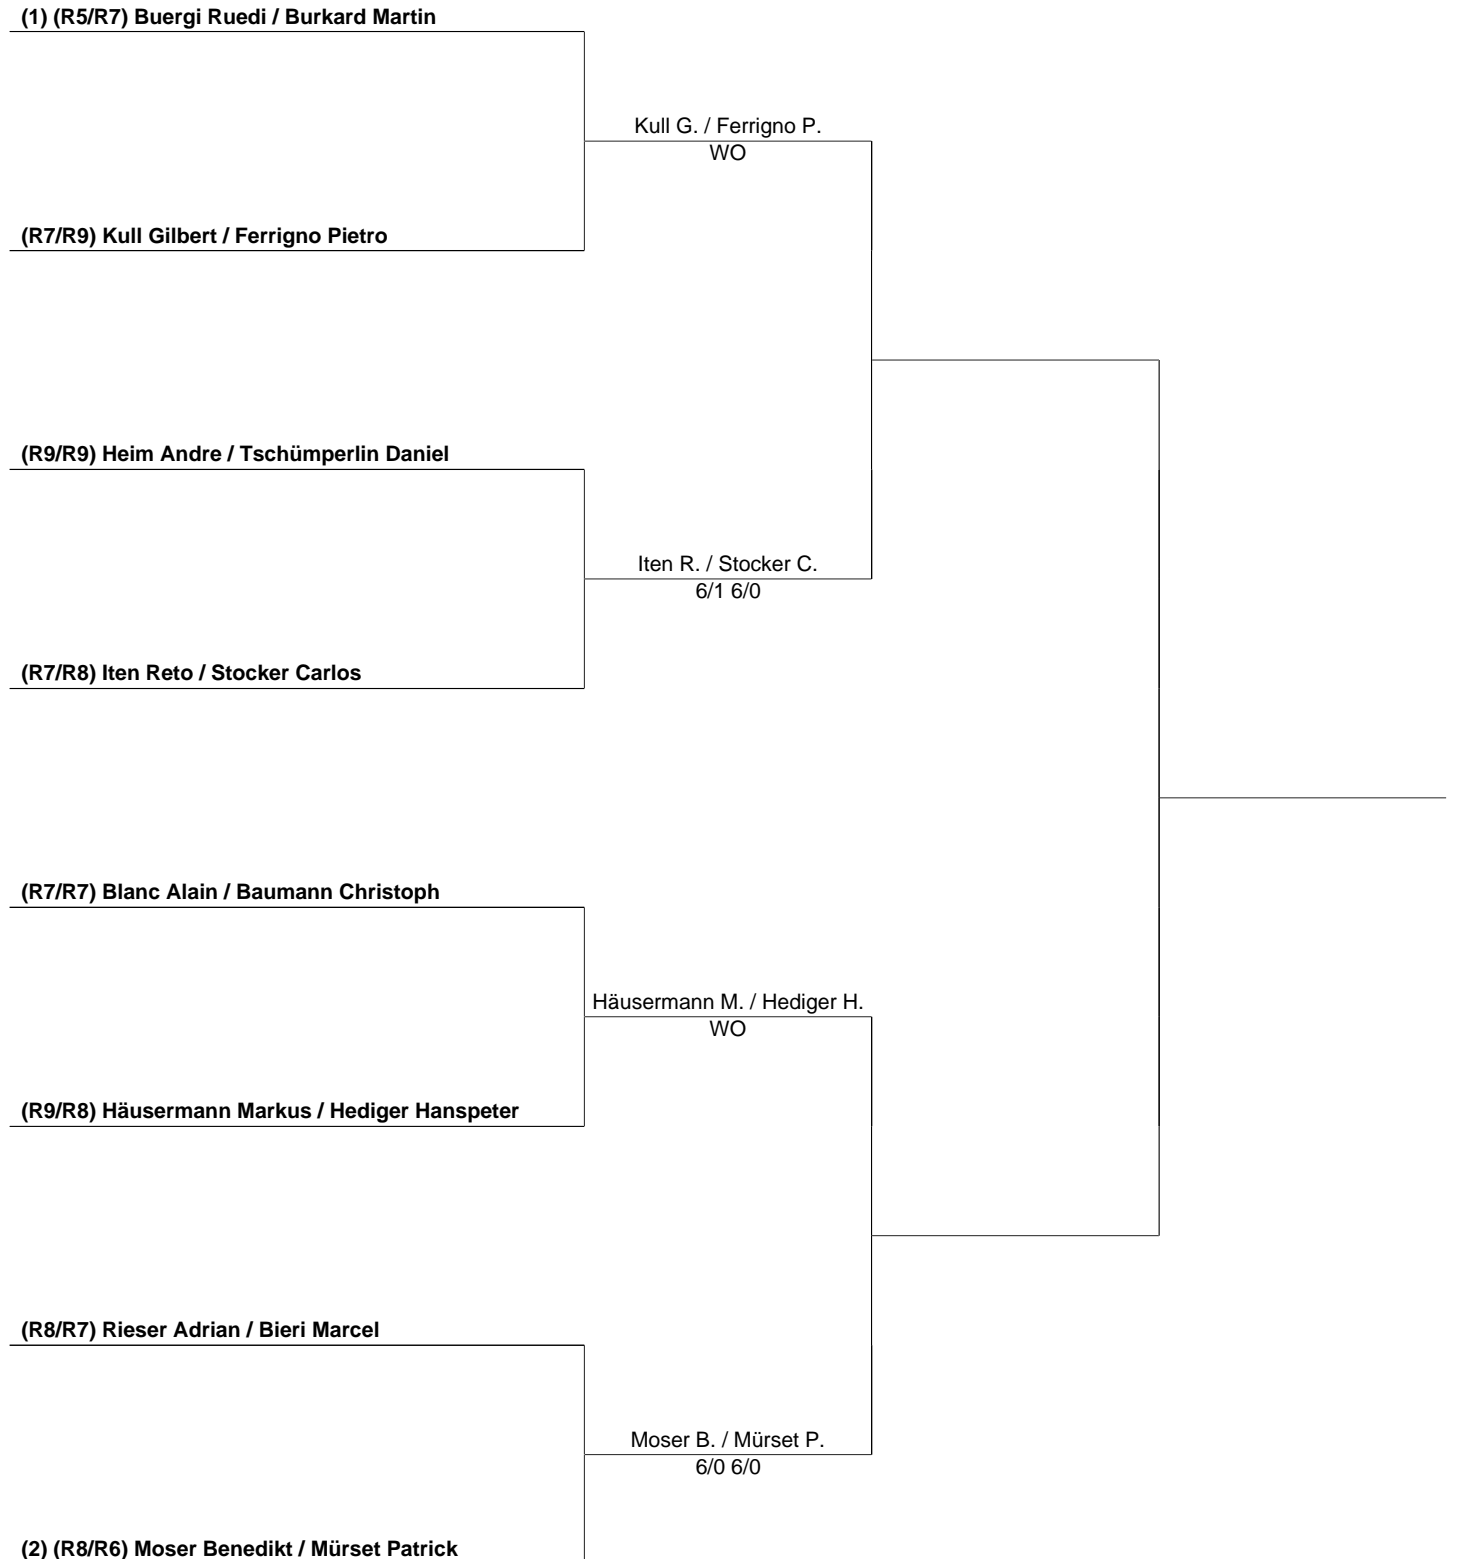 (1) (R5/R7) Buergi Ruedi / Burkard Martin
Kull G. / Ferrigno P.
WO
(R7/R9) Kull Gilbert / Ferrigno Pietro
(R9/R9) Heim Andre / Tschümperlin Daniel
Iten R. / Stocker C.
6/1 6/0
(R7/R8) Iten Reto / Stocker Carlos
(R7/R7) Blanc Alain / Baumann Christoph
Häusermann M. / Hediger H.
WO
(R9/R8) Häusermann Markus / Hediger Hanspeter
(R8/R7) Rieser Adrian / Bieri Marcel
Moser B. / Mürset P.
6/0 6/0
(2) (R8/R6) Moser Benedikt / Mürset Patrick